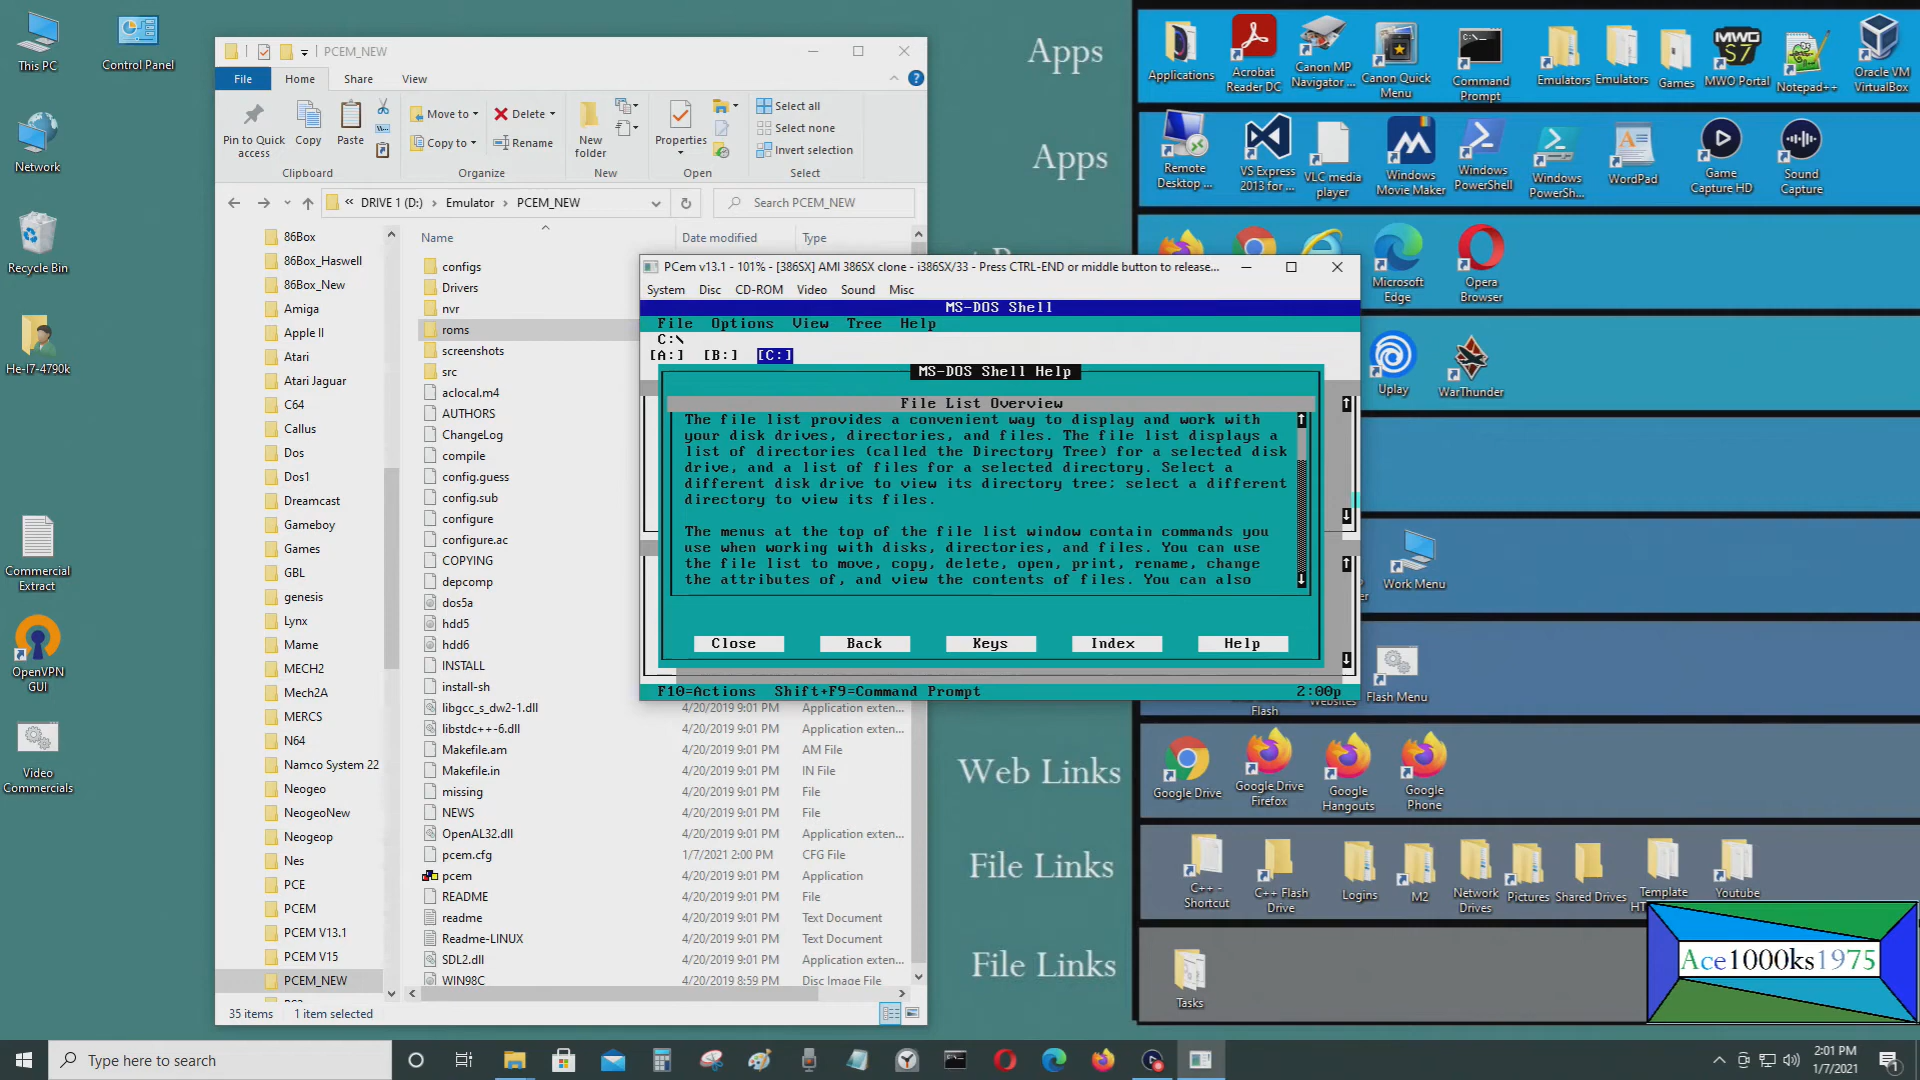 This PC
Control Panel
Network
Recycle Bin
He-I7-4790k
Commercial
Extract
OpenVPN
GUI
Video
Commercials
PCEM_NEW
File
Home
Share
View
Pin to Quick
access
Copy
Paste
Clipboard
Move to
Copy to
Delete
Rename
Organize
New
folder
New
Properties
Open
Select all
Select none
Invert selection
Select
DRIVE 1 (D:) › Emulator › PCEM_NEW
Search PCEM_NEW
86Box
86Box_Haswell
86Box_New
Amiga
Apple II
Atari
Atari Jaguar
C64
Callus
Dos
Dos1
Dreamcast
Gameboy
Games
GBL
genesis
Lynx
Mame
MECH2
Mech2A
MERCS
N64
Namco System 22
Neogeo
NeogeoNew
Neogeop
Nes
PCE
PCEM
PCEM V13.1
PCEM V15
PCEM_NEW
Name
Date modified
Type
configs
Drivers
nvr
roms
screenshots
src
aclocal.m4
AUTHORS
ChangeLog
compile
config.guess
config.sub
configure
configure.ac
COPYING
depcomp
dos5a
hdd5
hdd6
INSTALL
install-sh
libgcc_s_dw2-1.dll 4/20/2019 9:01 PM Application exten...
libstdc++-6.dll 4/20/2019 9:01 PM Application exten...
Makefile.am 4/20/2019 9:01 PM AM File
Makefile.in 4/20/2019 9:01 PM IN File
missing 4/20/2019 9:01 PM File
NEWS 4/20/2019 9:01 PM File
OpenAL32.dll 4/20/2019 9:01 PM Application exten...
pcem.cfg 1/7/2021 2:00 PM CFG File
pcem 4/20/2019 9:01 PM Application
README 4/20/2019 9:01 PM File
readme 4/20/2019 9:01 PM Text Document
Readme-LINUX 4/20/2019 9:01 PM Text Document
SDL2.dll 4/20/2019 9:01 PM Application exten...
WIN98C 4/20/2019 8:59 PM Disc Image File
35 items 1 item selected
PCem v13.1 - 101% - [386SX] AMI 386SX clone - i386SX/33 - Press CTRL-END or middle button to release...
System Disc CD-ROM Video Sound Misc
MS-DOS Shell
File Options View Tree Help
C:\
[A:] [B:] [C:]
MS-DOS Shell Help
File List Overview
The file list provides a convenient way to display and work with
your disk drives, directories, and files. The file list displays a
list of directories (called the Directory Tree) for a selected disk
drive, and a list of files for a selected directory. Select a
different disk drive to view its directory tree; select a different
directory to view its files.
The menus at the top of the file list window contain commands you
use when working with disks, directories, and files. You can use
the file list to move, copy, delete, open, print, rename, change
the attributes of, and view the contents of files. You can also
Close Back Keys Index Help
F10=Actions Shift+F9=Command Prompt 2:00p
Apps
Applications
Acrobat
Reader DC
Canon MP
Navigator ...
Canon Quick
Menu
C:\_
Command
Prompt
Emulators
Emulators
Games
MWO
S7
MWO Portal
Notepad++
Oracle VM
VirtualBox
Apps
Remote
Desktop ...
VS Express
2013 for ...
VLC media
player
Windows
Movie Maker
Windows
PowerShell
Windows
PowerSh...
WordPad
Game
Capture HD
Sound
Capture
Microsoft
Edge
Opera
Browser
Uplay
WarThunder
Work Menu
Websites
Flash
Flash Menu
Web Links
Google Drive
Google Drive
Firefox
Google
Hangouts
Google
Phone
File Links
C++ -
Shortcut
C++ Flash
Drive
Logins
M2
Network
Drives
Pictures
Shared Drives
Template
Youtube
File Links
Tasks
Ace1000ks1975
Type here to search
2:01 PM
1/7/2021
1